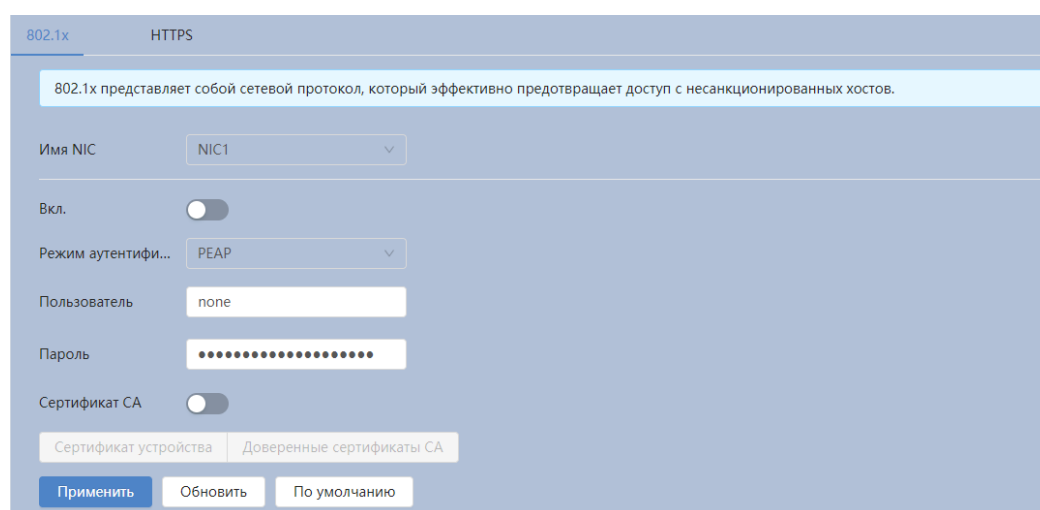 802.1x HTTPS
802.1x представляет собой сетевой протокол, который эффективно предотвращает доступ с несанкционированных хостов.
Имя NIC NIC1
Вкл.
Режим аутентифи... PEAP
Пользователь none
Пароль ••••••••••••••••••••
Сертификат CA
Сертификат устройства Доверенные сертификаты CA
Применить Обновить По умолчанию